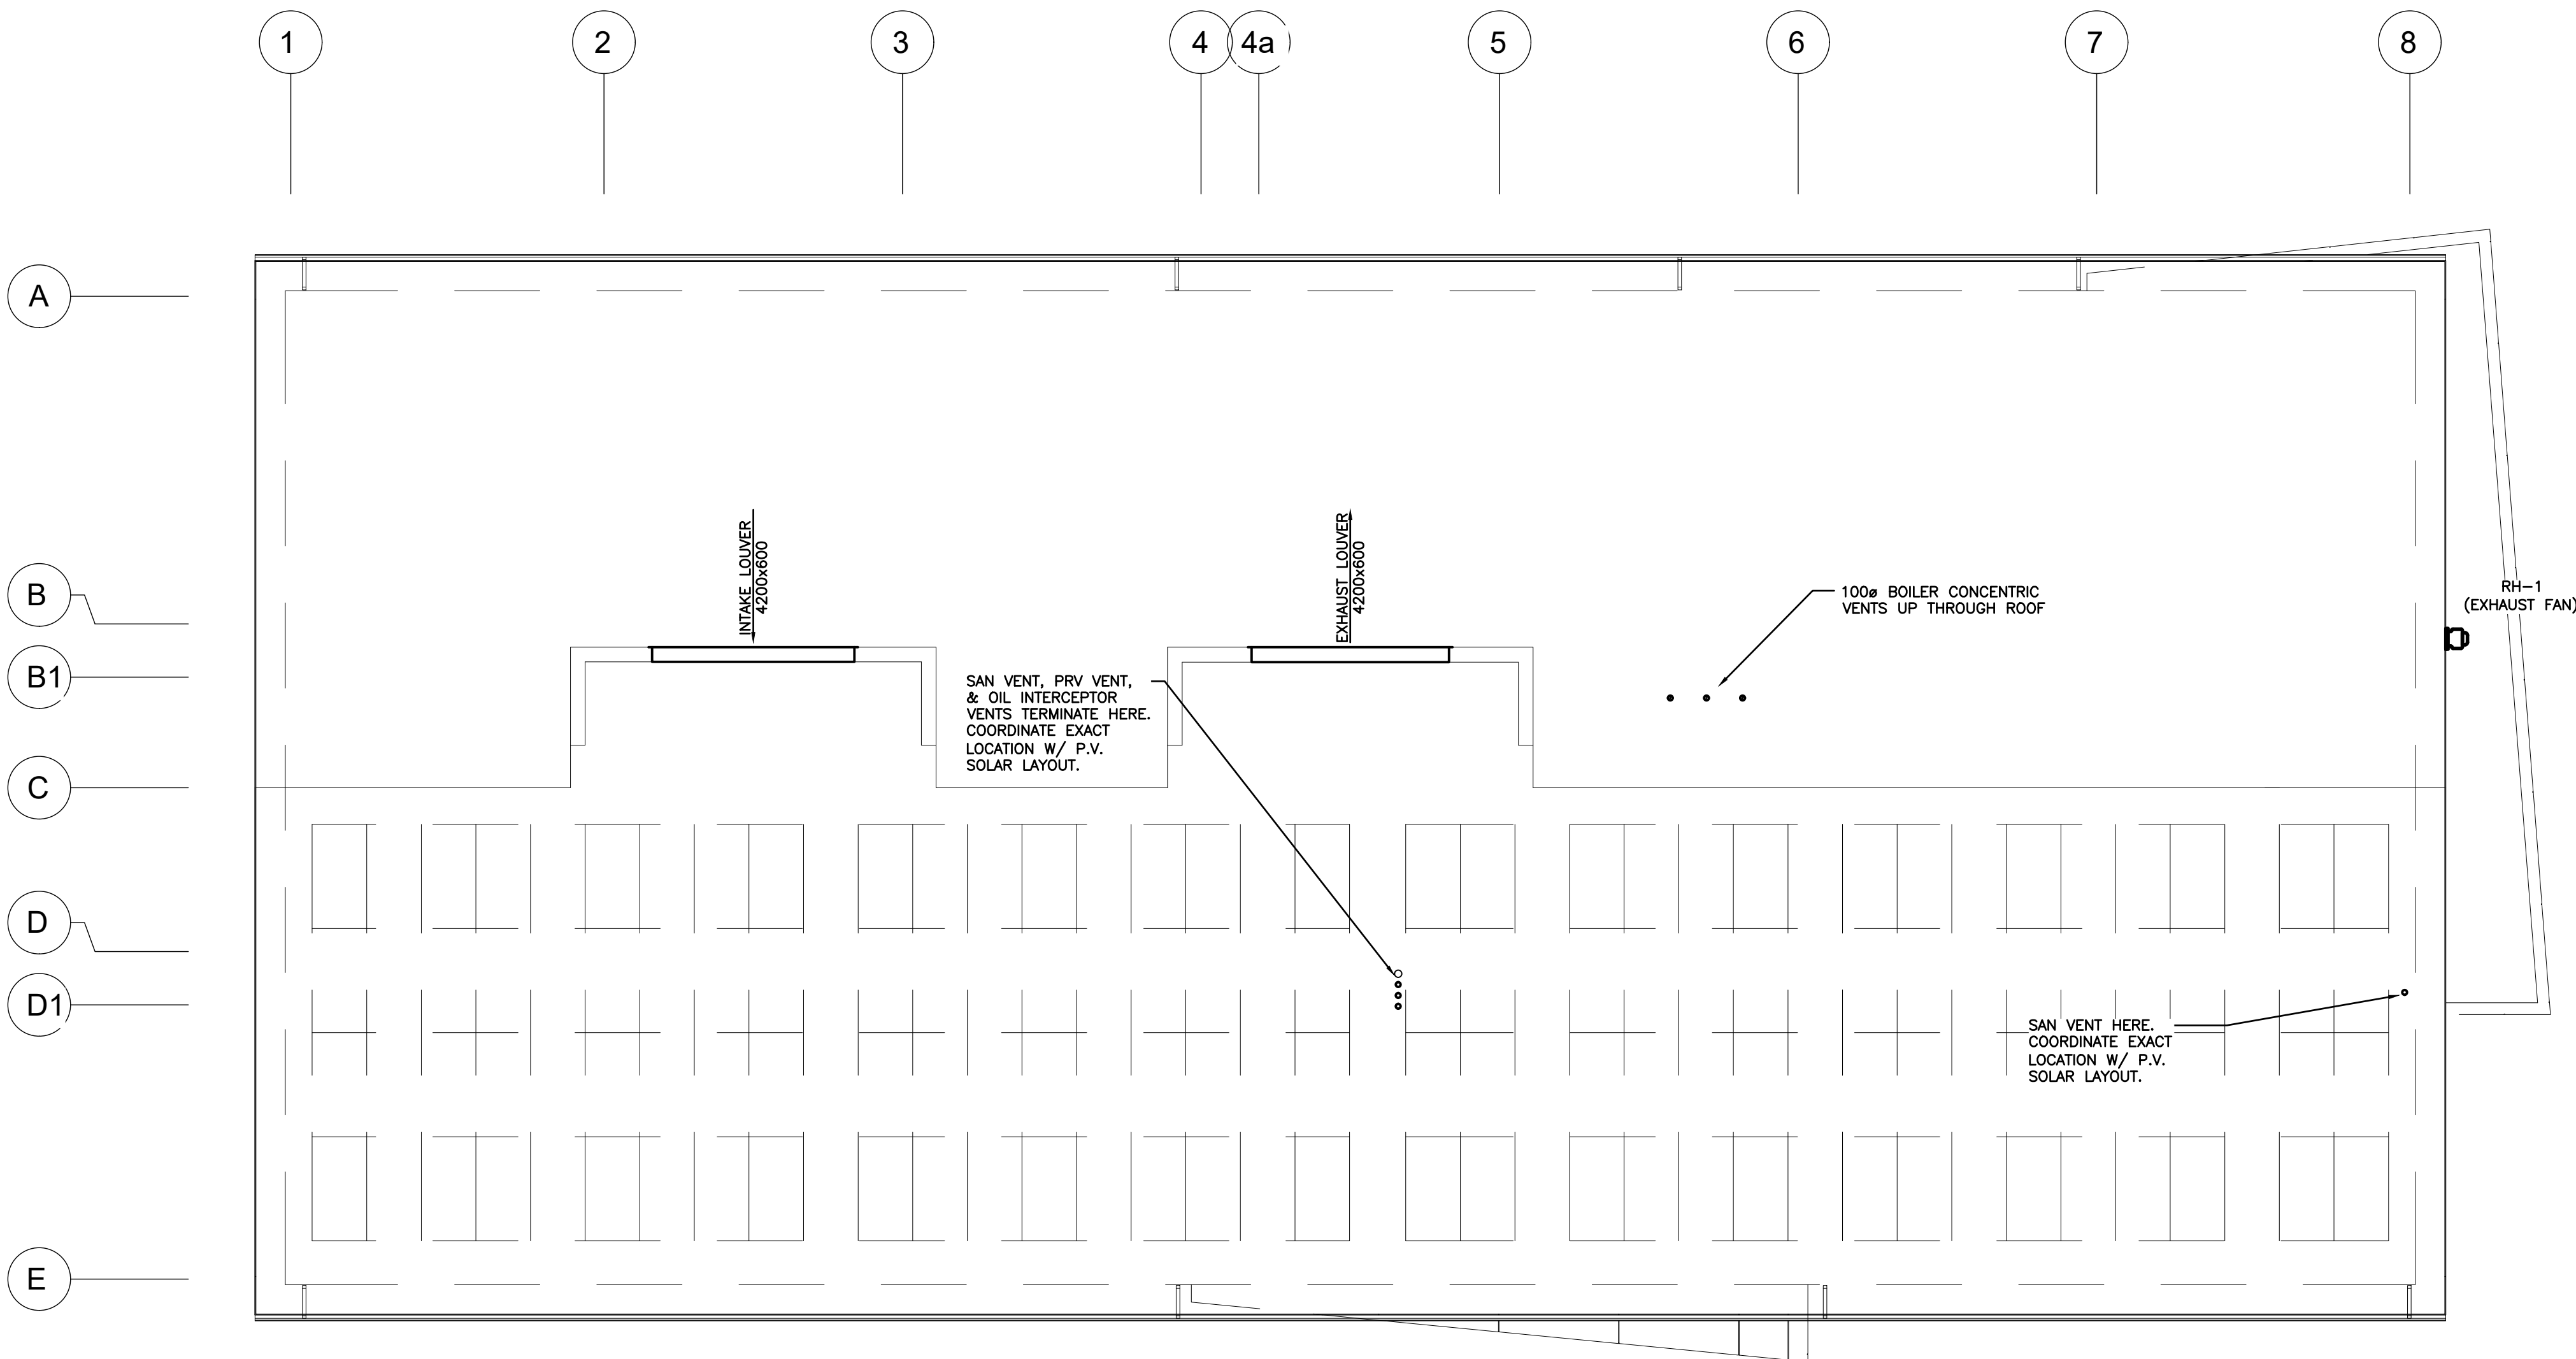 1
2
3
4
4a
5
6
7
8
A
B
B1
C
D
D1
E
INTAKE LOUVER
4200x600
EXHAUST LOUVER
4200x600
100ø BOILER CONCENTRIC
VENTS UP THROUGH ROOF
RH-1
(EXHAUST FAN)
SAN VENT, PRV VENT,
& OIL INTERCEPTOR
VENTS TERMINATE HERE.
COORDINATE EXACT
LOCATION W/ P.V.
SOLAR LAYOUT.
SAN VENT HERE.
COORDINATE EXACT
LOCATION W/ P.V.
SOLAR LAYOUT.